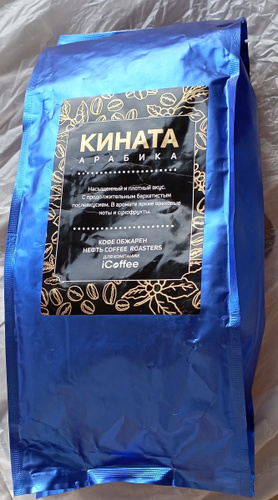 КИНАТА
АРАБИКА
Насыщенный и плотный вкус.
С продолжительным бархатистым
послевкусием. В аромате яркие злаковые
ноты и сухофрукты.
КОФЕ ОБЖАРЕН
НЕФТЬ COFFEE ROASTERS
ДЛЯ КОМПАНИИ
iCoffee